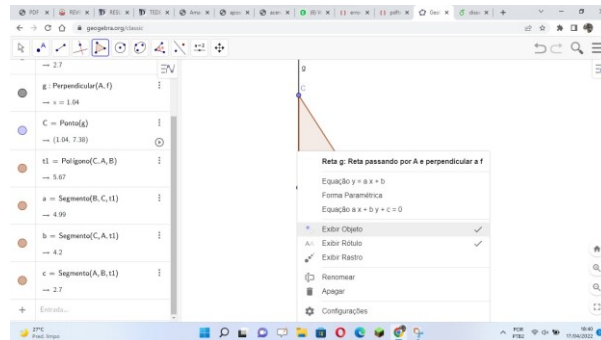 geogebra.org/classic
→ 2.7
g : Perpendicular(A, f)
→ x = 1.04
C = Ponto(g)
→ (1.04, 7.38)
t1 = Polígono(C, A, B)
→ 5.67
a = Segmento(B, C, t1)
→ 4.99
b = Segmento(C, A, t1)
→ 4.2
c = Segmento(A, B, t1)
→ 2.7
Entrada...
g
C
Reta g: Reta passando por A e perpendicular a f
Equação y = a x + b
Forma Paramétrica
Equação a x + b y + c = 0
Exibir Objeto
Exibir Rótulo
Exibir Rastro
Renomear
Apagar
Configurações
27°C
Pred. limpo
POR
PTB2
10:40
11/04/2022